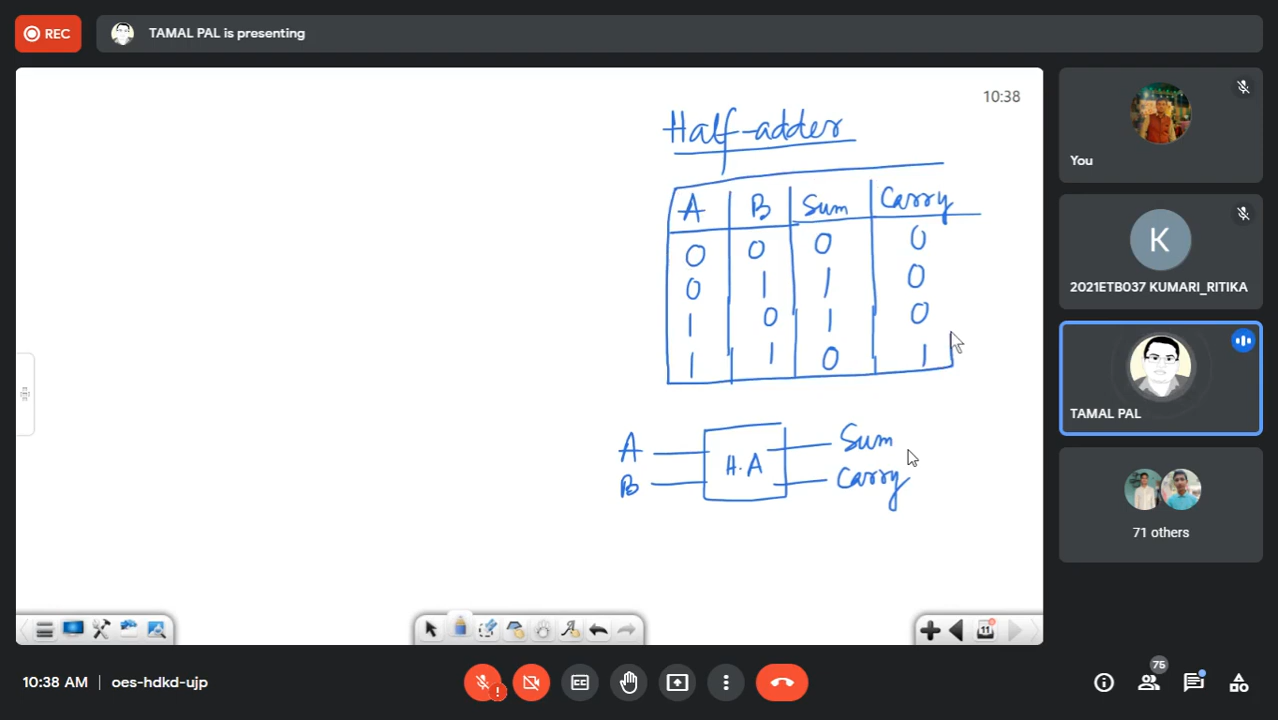 REC
TAMAL PAL is presenting
10:38
Half-adder
A B Sum Carry
0 0 0 0
0 1 1 0
1 0 1 0
1 1 0 1
A H.A Sum
B Carry
You
K
2021ETB037 KUMARI_RITIKA
TAMAL PAL
71 others
11
10:38 AM | oes-hdkd-ujp
!
CC
75